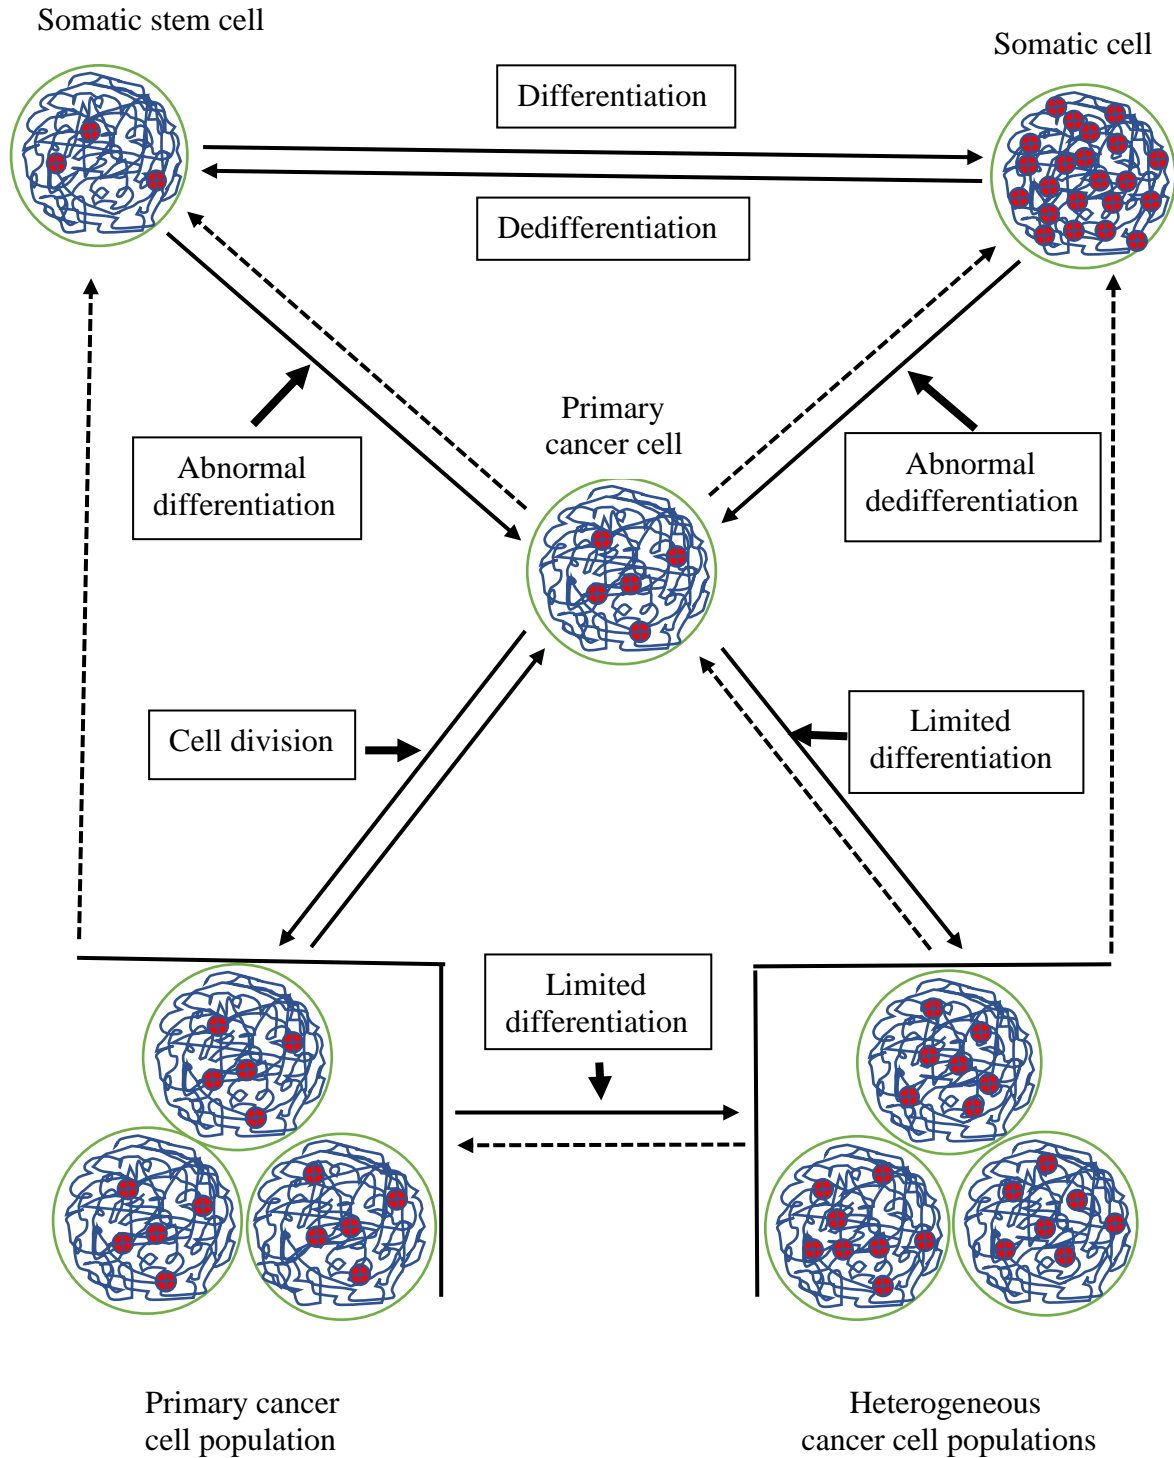 Somatic stem cell
Somatic cell
Differentiation
Dedifferentiation
Primary
cancer cell
Abnormal
differentiation
Abnormal
dedifferentiation
Cell division
Limited
differentiation
Limited
differentiation
Primary cancer
cell population
Heterogeneous
cancer cell populations